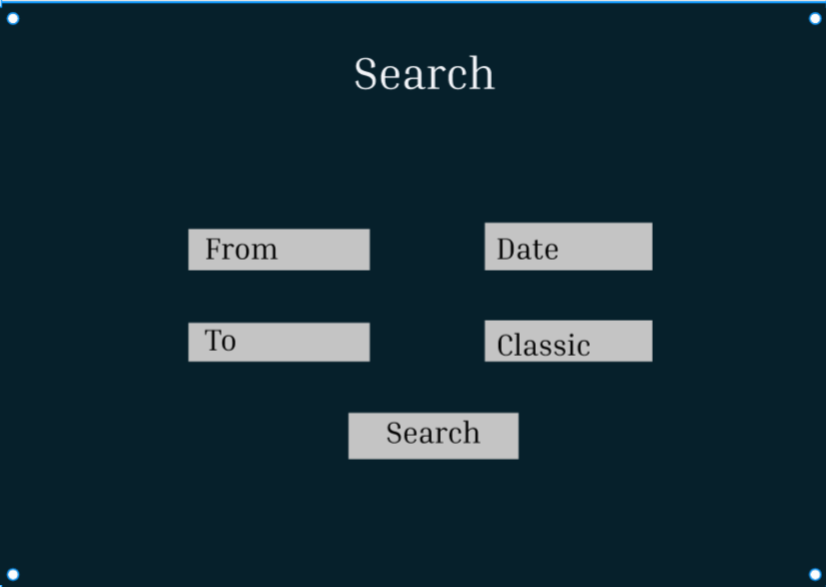 Search
From
Date
To
Classic
Search